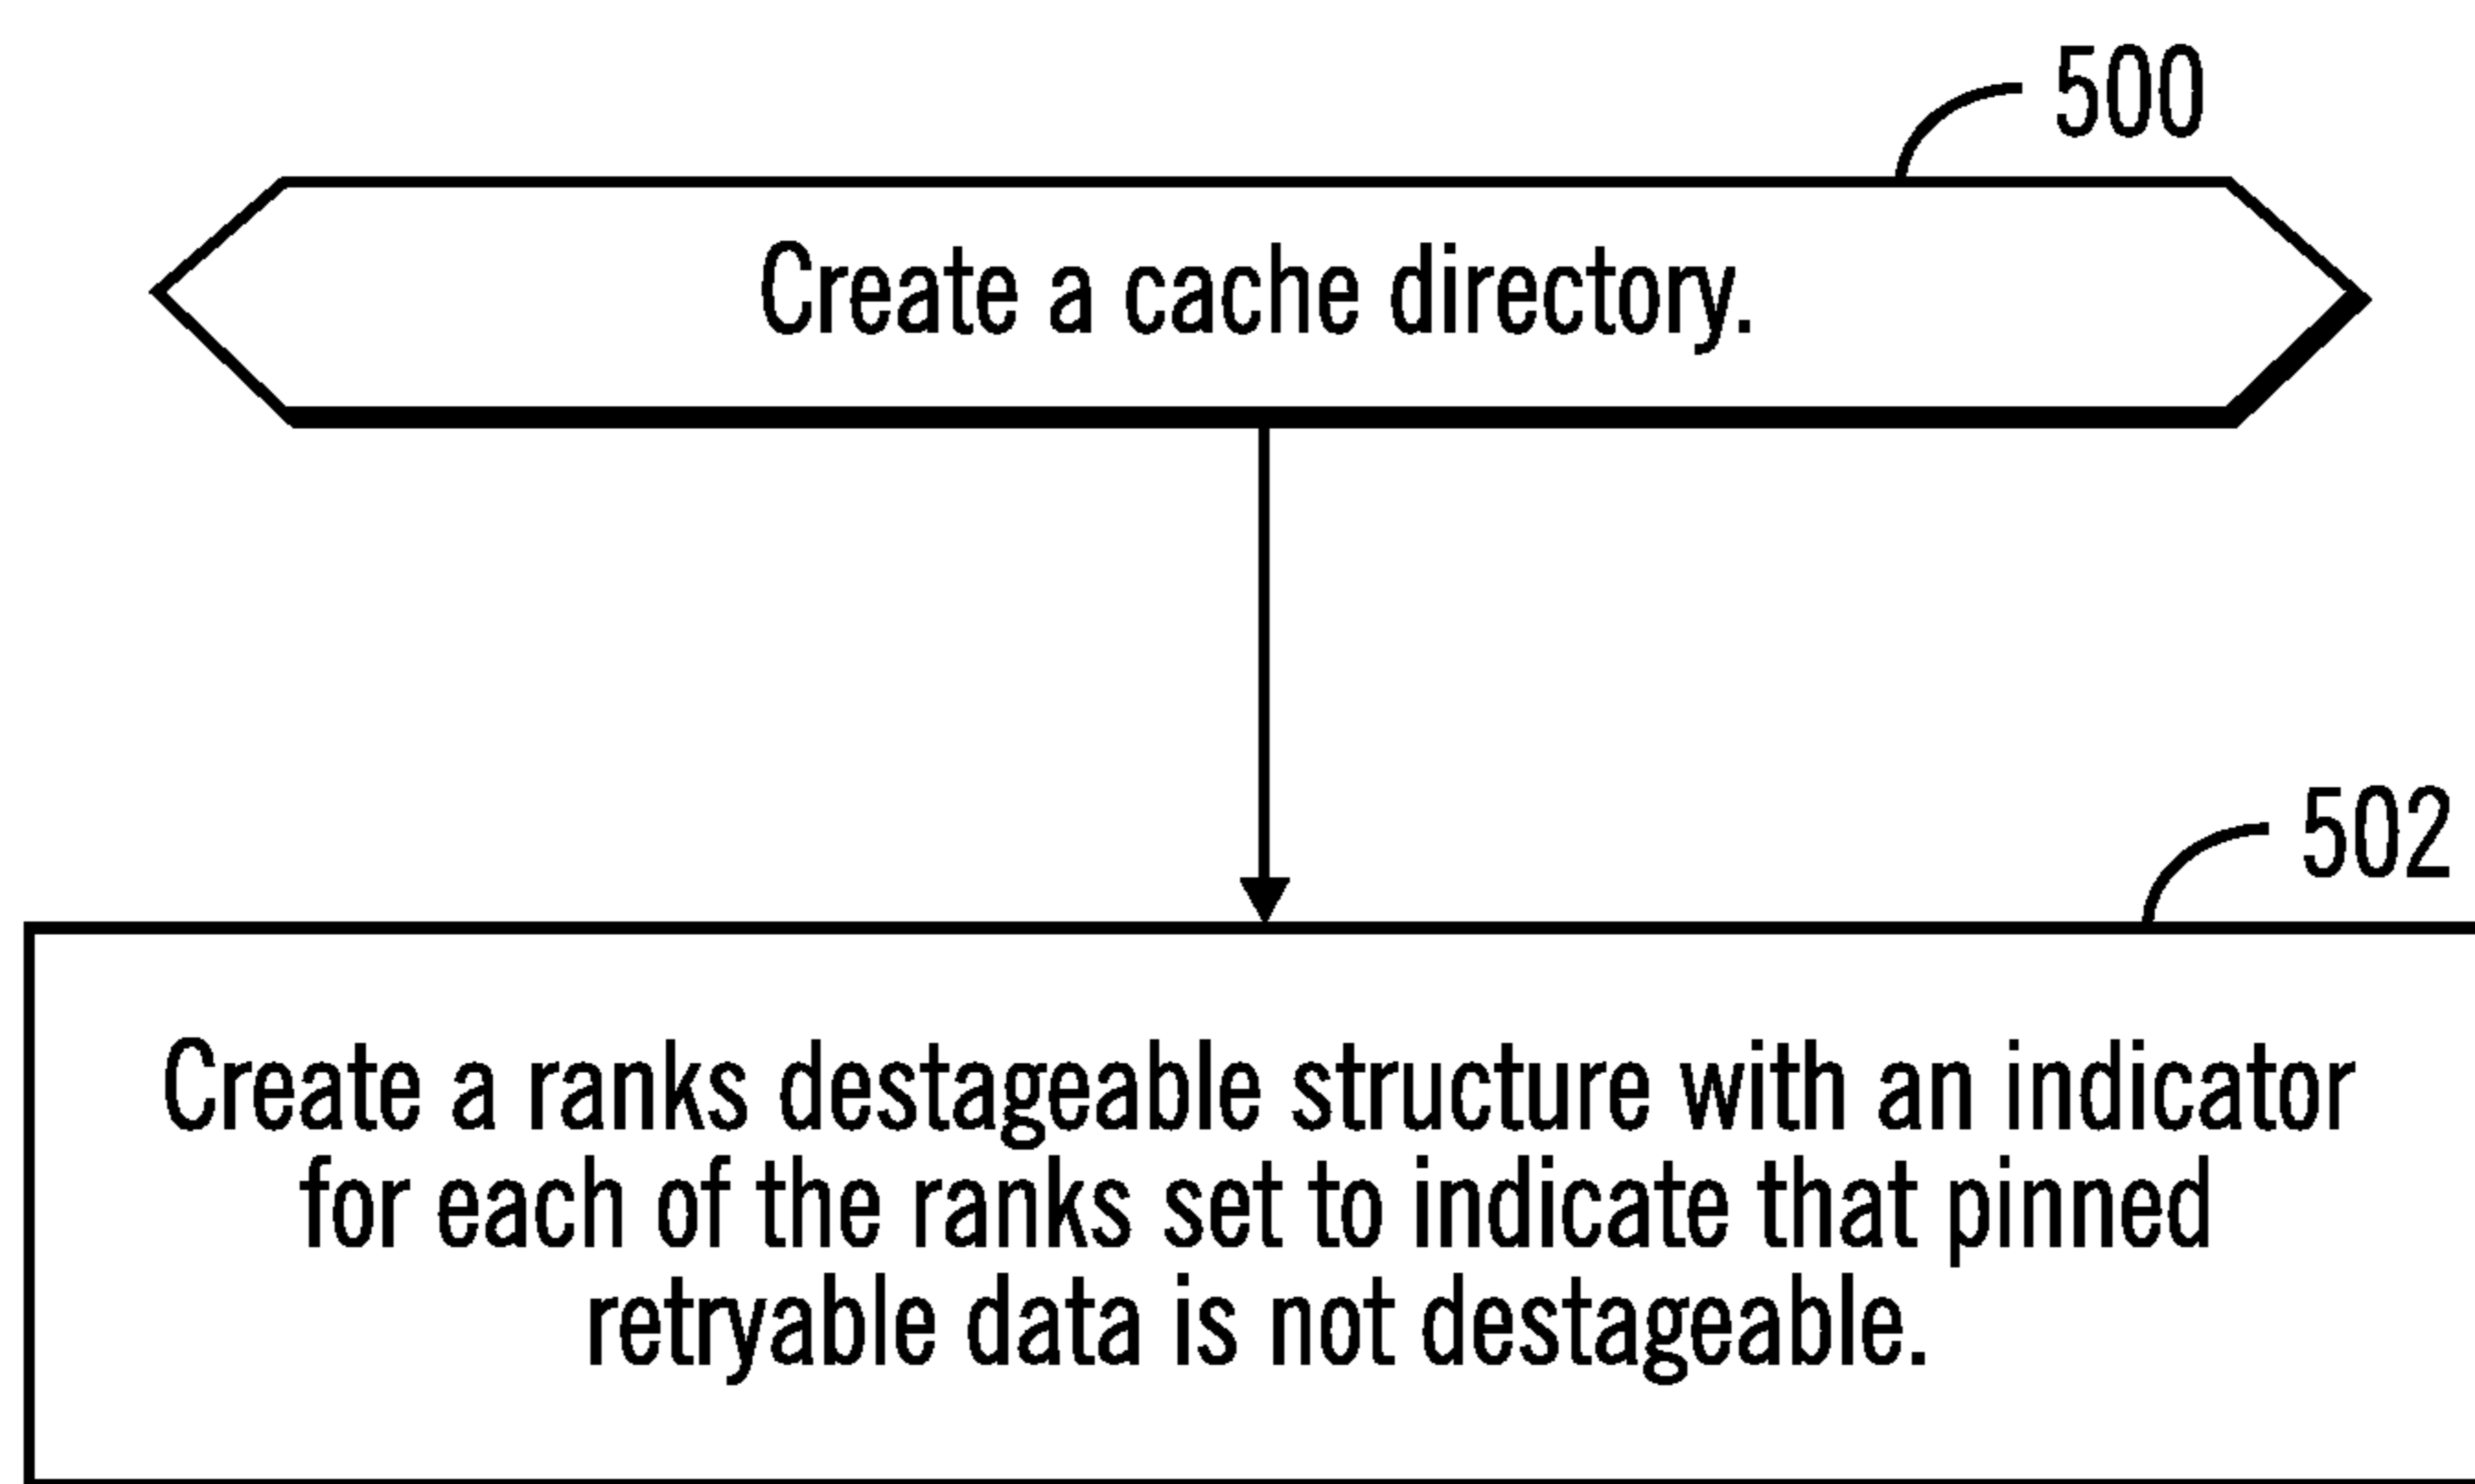 500
Create a cache directory.
502
Create a ranks destageable structure with an indicator
for each of the ranks set to indicate that pinned
retryable data is not destageable.